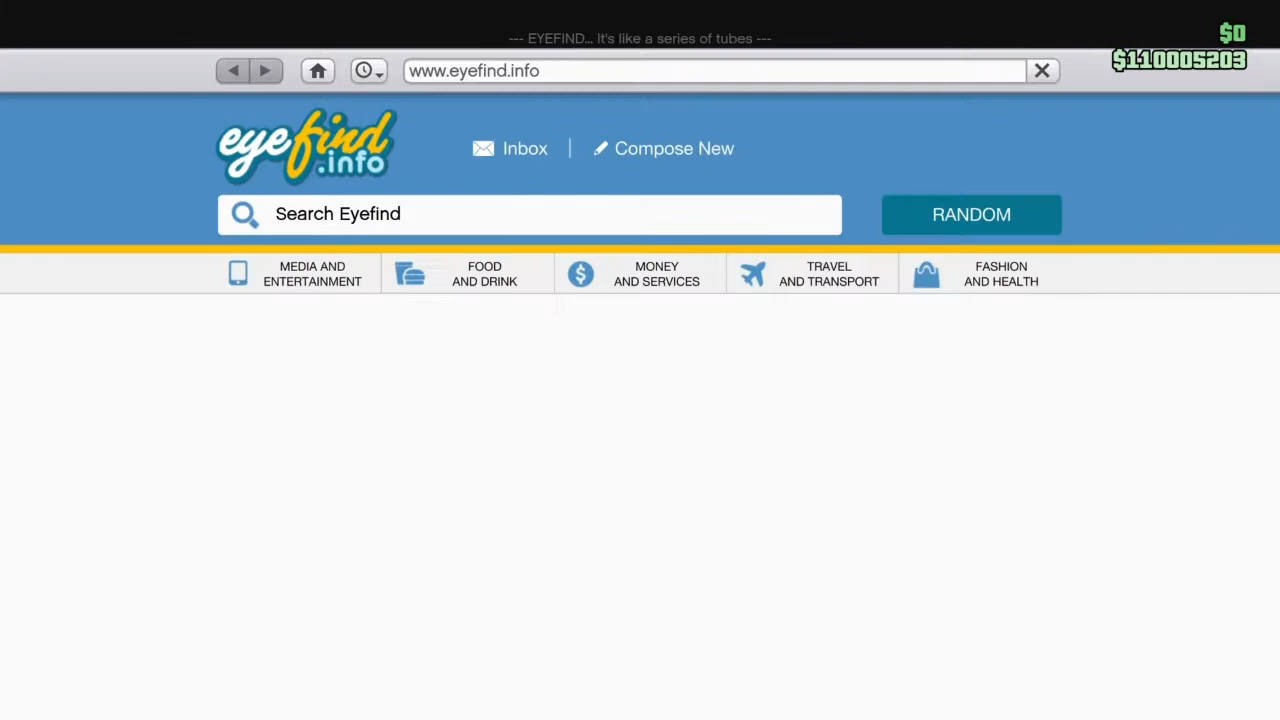 --- EYEFIND... It's like a series of tubes ---
$0
$110005203
www.eyefind.info
eyefind
.info
Inbox
Compose New
Search Eyefind
RANDOM
MEDIA AND
ENTERTAINMENT
FOOD
AND DRINK
MONEY
AND SERVICES
TRAVEL
AND TRANSPORT
FASHION
AND HEALTH